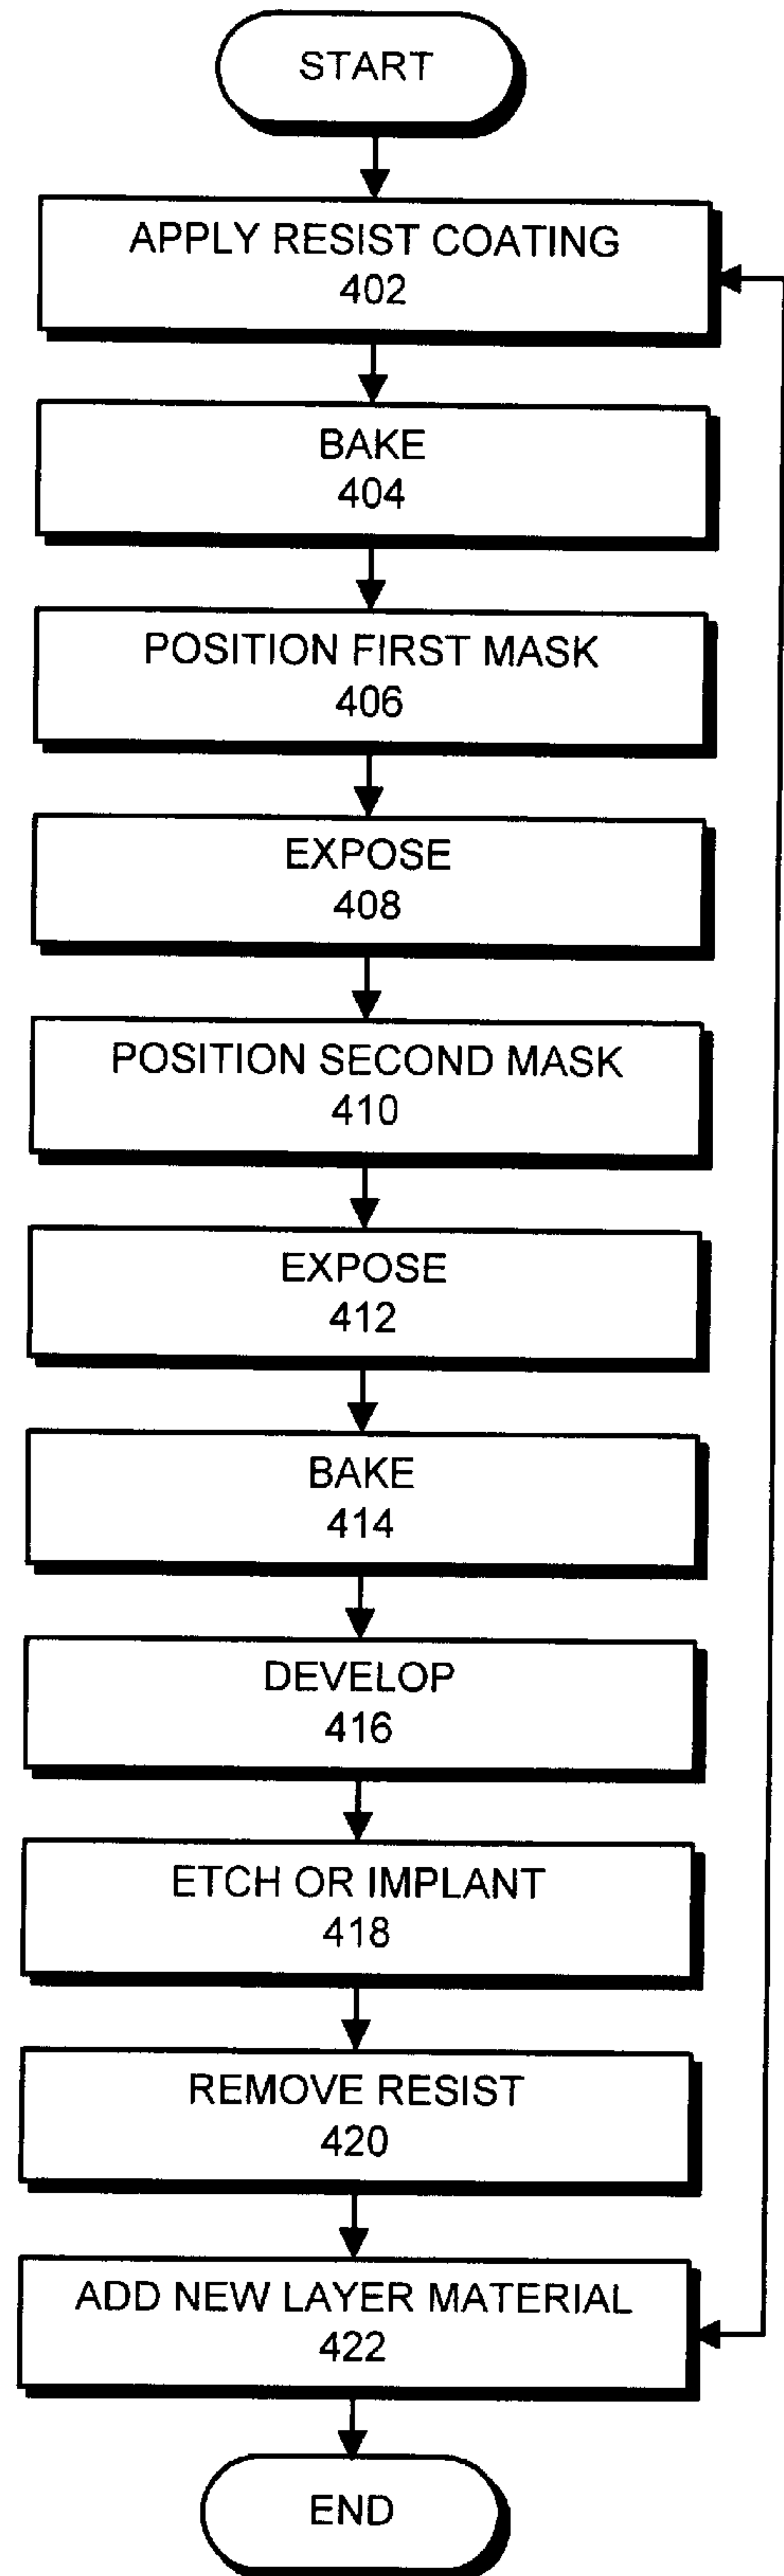 START
APPLY RESIST COATING
402
BAKE
404
POSITION FIRST MASK
406
EXPOSE
408
POSITION SECOND MASK
410
EXPOSE
412
BAKE
414
DEVELOP
416
ETCH OR IMPLANT
418
REMOVE RESIST
420
ADD NEW LAYER MATERIAL
422
END